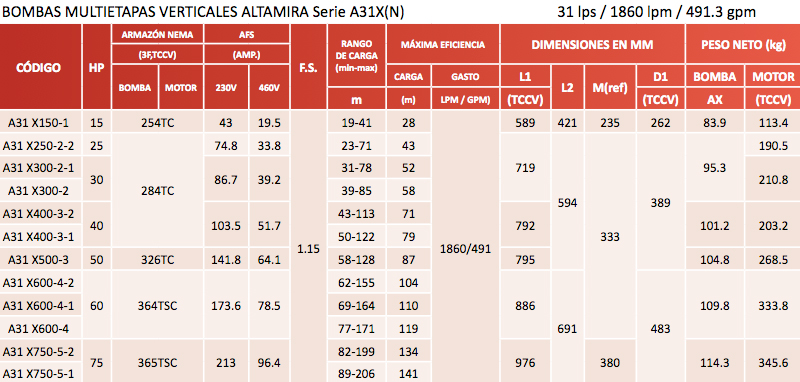 BOMBAS MULTIETAPAS VERTICALES ALTAMIRA Serie A31X(N) 31 lps / 1860 lpm / 491.3 gpm
CÓDIGO HP ARMAZÓN NEMA AFS F.S. RANGO DE CARGA (min-max) MÁXIMA EFICIENCIA DIMENSIONES EN MM PESO NETO (kg)
(3F,TCCV) (AMP.) CARGA GASTO L1 L2 M(ref) D1 BOMBA MOTOR
BOMBA MOTOR 230V 460V m (m) (LPM / GPM) (TCCV) (TCCV) AX (TCCV)
A31 X150-1 15 254TC 43 19.5 19-41 28 589 421 235 262 83.9 113.4
A31 X250-2-2 25 74.8 33.8 23-71 43 190.5
A31 X300-2-1 31-78 52 719 95.3
30 86.7 39.2 210.8
A31 X300-2 284TC 39-85 58 594 389
A31 X400-3-2 43-113 71
40 103.5 51.7 792 101.2 203.2
A31 X400-3-1 50-122 79 333
1.15 1860/491
A31 X500-3 50 326TC 141.8 64.1 58-128 87 795 104.8 268.5
A31 X600-4-2 62-155 104
A31 X600-4-1 60 364TSC 173.6 78.5 69-164 110 886 109.8 333.8
A31 X600-4 77-171 119 691 483
A31 X750-5-2 82-199 134
75 365TSC 213 96.4 976 380 114.3 345.6
A31 X750-5-1 89-206 141